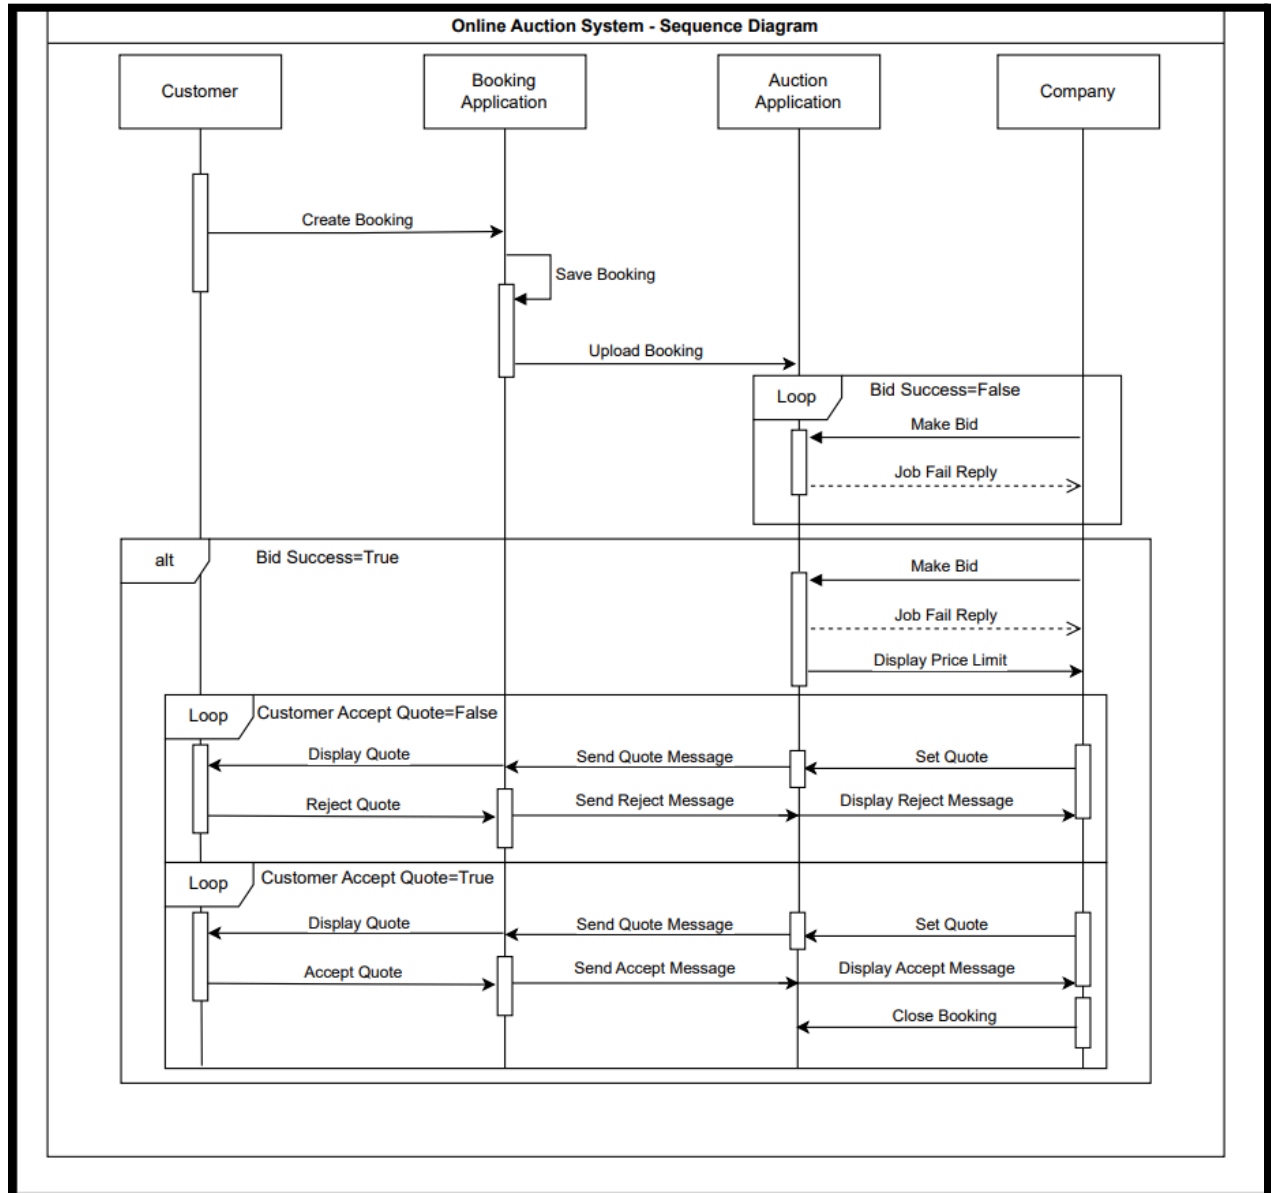 Online Auction System - Sequence Diagram
Customer
Booking
Application
Auction
Application
Company
Create Booking
Save Booking
Upload Booking
Loop
Bid Success=False
Make Bid
Job Fail Reply
alt
Bid Success=True
Make Bid
Job Fail Reply
Display Price Limit
Loop
Customer Accept Quote=False
Display Quote
Send Quote Message
Set Quote
Reject Quote
Send Reject Message
Display Reject Message
Loop
Customer Accept Quote=True
Display Quote
Send Quote Message
Set Quote
Accept Quote
Send Accept Message
Display Accept Message
Close Booking